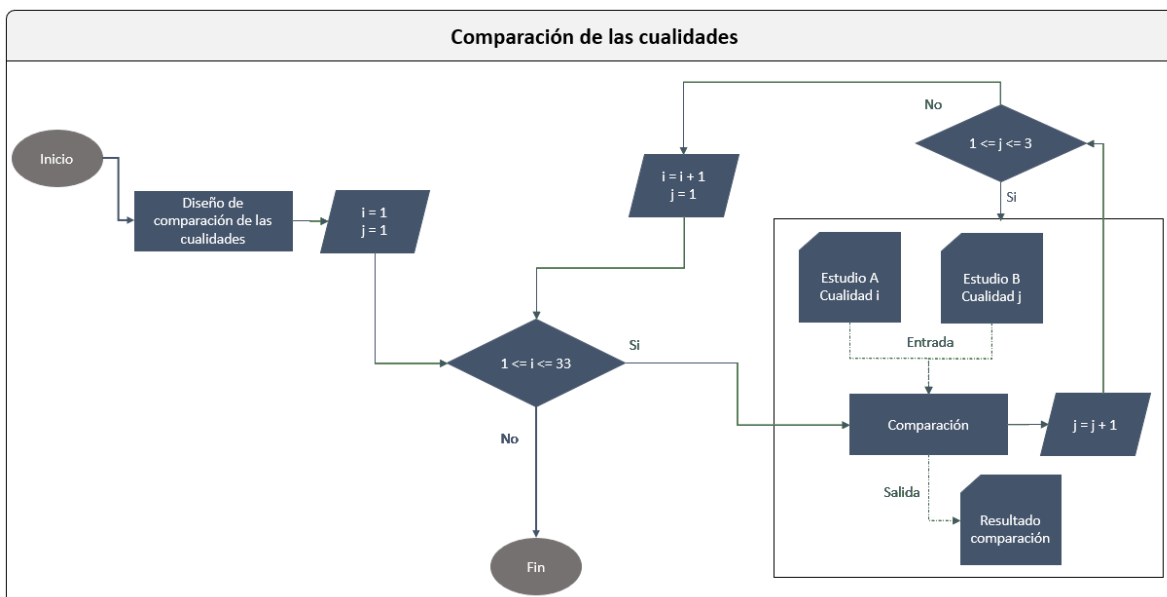 Comparación de las cualidades
Inicio
Diseño de
comparación de las
cualidades
i = 1
j = 1
1 <= i <= 33
No
Fin
Si
i = i + 1
j = 1
No
1 <= j <= 3
Si
Estudio A
Cualidad i
Estudio B
Cualidad j
Entrada
Comparación
j = j + 1
Salida
Resultado
comparación